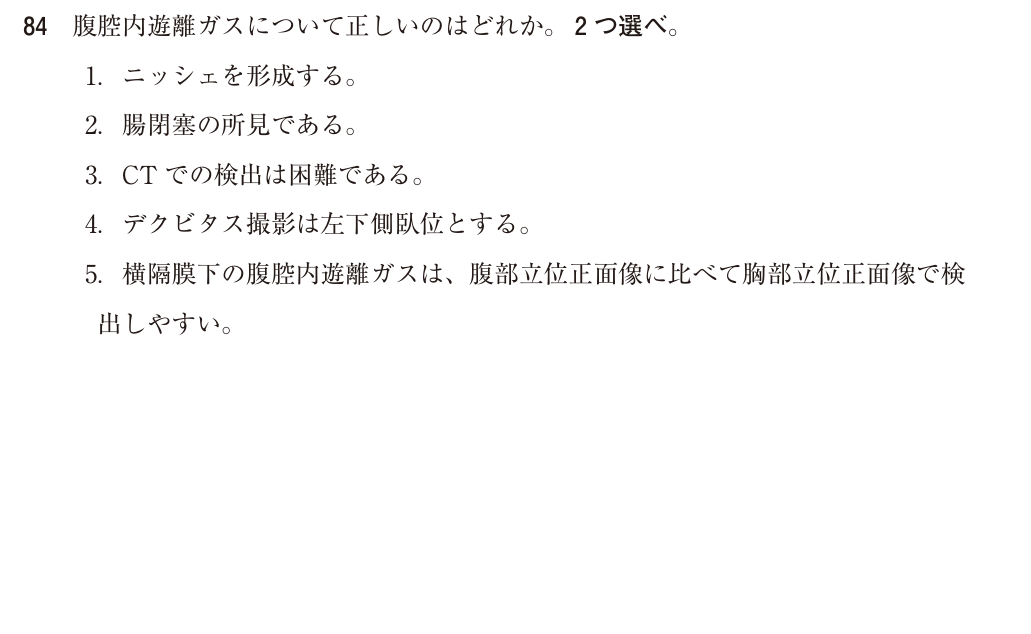 84 腹腔内遊離ガスについて正しいのはどれか。2 つ選べ。
1. ニッシェを形成する。
2. 腸閉塞の所見である。
3. CT での検出は困難である。
4. デクビタス撮影は左下側臥位とする。
5. 横隔膜下の腹腔内遊離ガスは、腹部立位正面像に比べて胸部立位正面像で検
出しやすい。